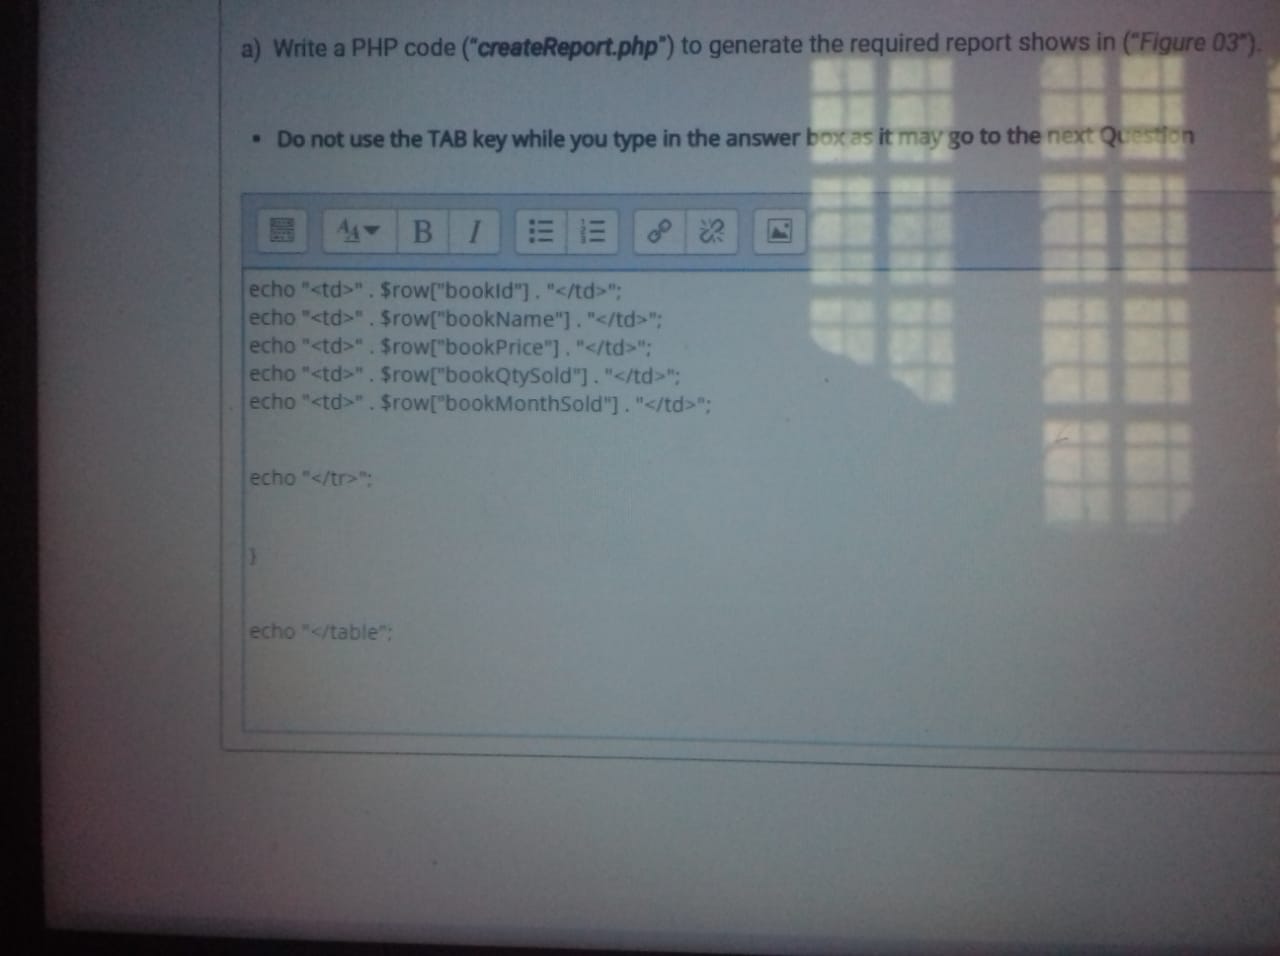 a) Write a PHP code ("createReport.php") to generate the required report shows in ("Figure 03").
• Do not use the TAB key while you type in the answer box as it may go to the next Question
echo "<td>" . $row["bookId"] . "</td>";
echo "<td>" . $row["bookName"] . "</td>";
echo "<td>" . $row["bookPrice"] . "</td>";
echo "<td>" . $row["bookQtySold"] . "</td>";
echo "<td>" . $row["bookMonthSold"] . "</td>";
echo "</tr>";
}
echo "</table";